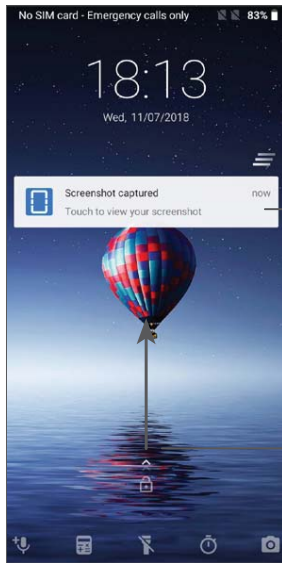 No SIM card - Emergency calls only 83%
18:13
Wed, 11/07/2018
Screenshot captured now
Touch to view your screenshot